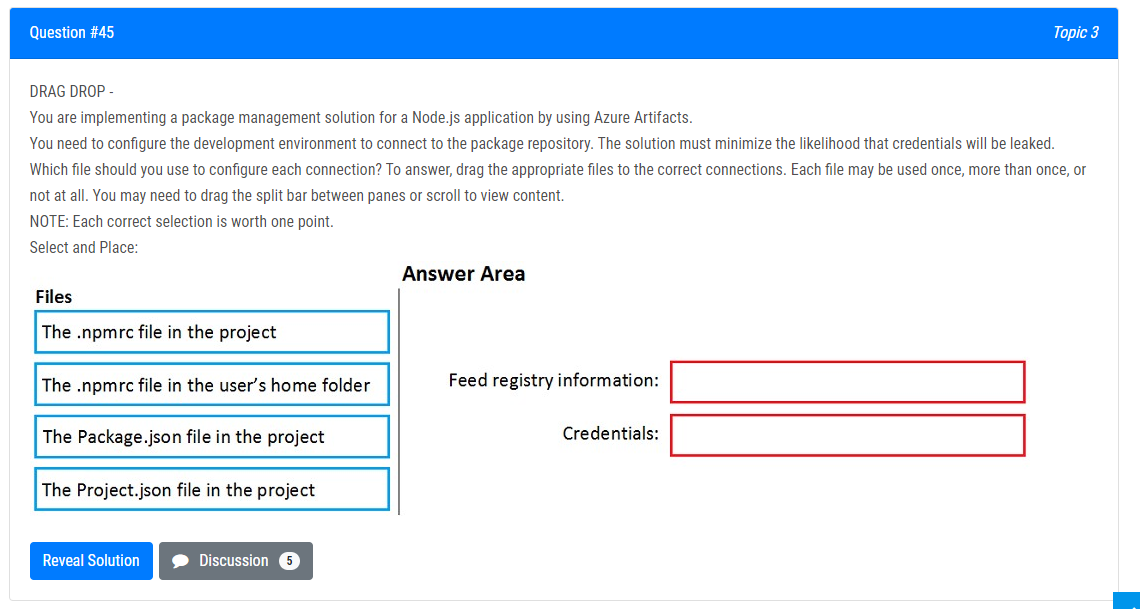 Question #45
Topic 3
DRAG DROP -
You are implementing a package management solution for a Node.js application by using Azure Artifacts.
You need to configure the development environment to connect to the package repository. The solution must minimize the likelihood that credentials will be leaked.
Which file should you use to configure each connection? To answer, drag the appropriate files to the correct connections. Each file may be used once, more than once, or
not at all. You may need to drag the split bar between panes or scroll to view content.
NOTE: Each correct selection is worth one point.
Select and Place:
Answer Area
Files
The .npmrc file in the project
The .npmrc file in the user's home folder
The Package.json file in the project
The Project.json file in the project
Feed registry information:
Credentials:
Reveal Solution
Discussion 5